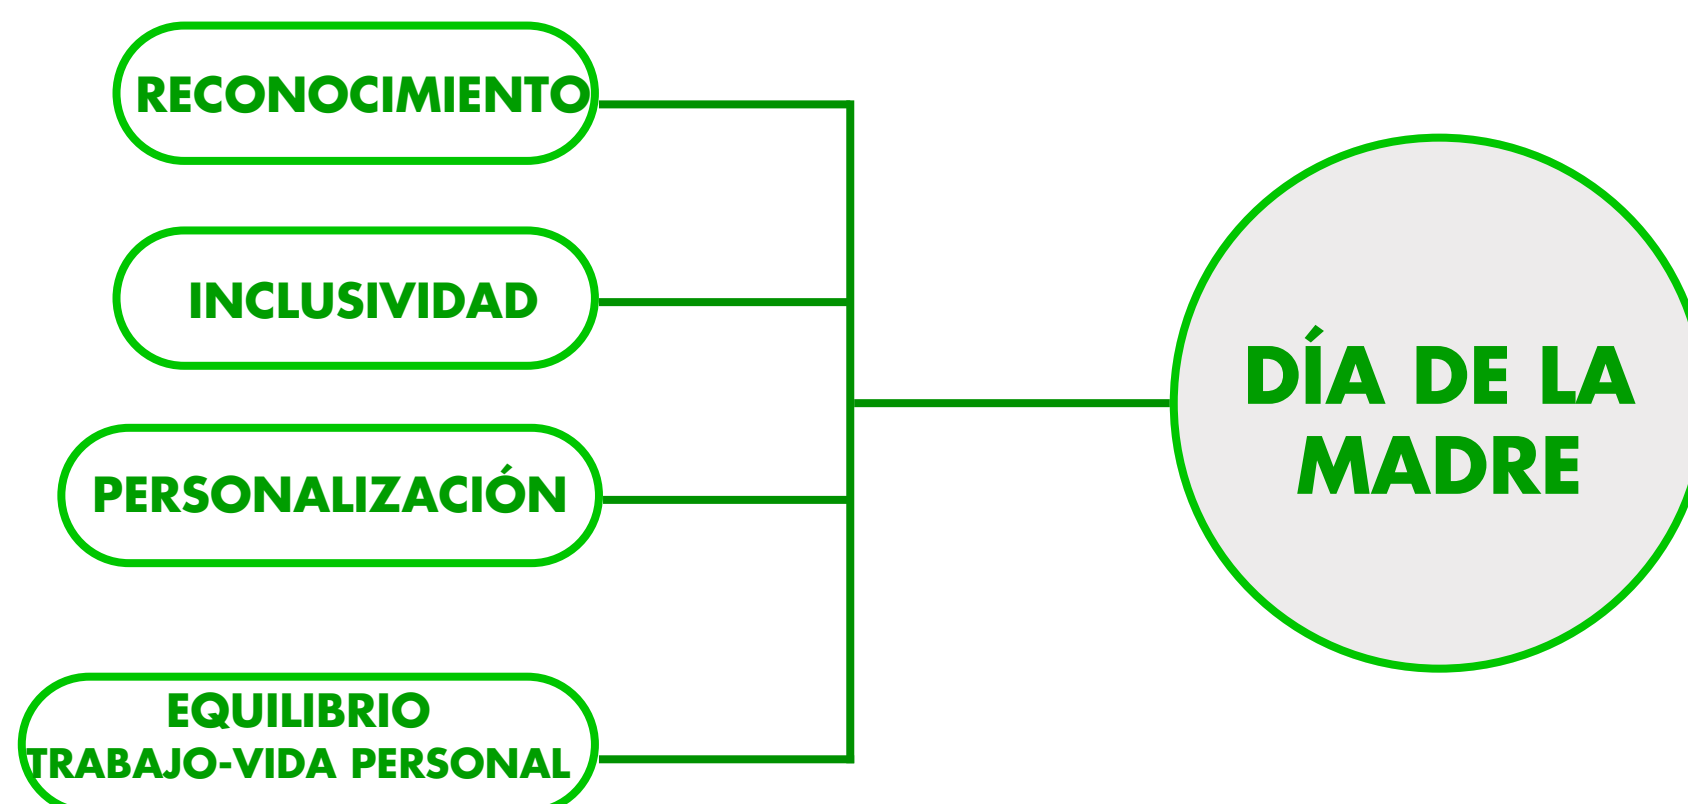 RECONOCIMIENTO
INCLUSIVIDAD
PERSONALIZACIÓN
EQUILIBRIO
TRABAJO-VIDA PERSONAL
DÍA DE LA
MADRE